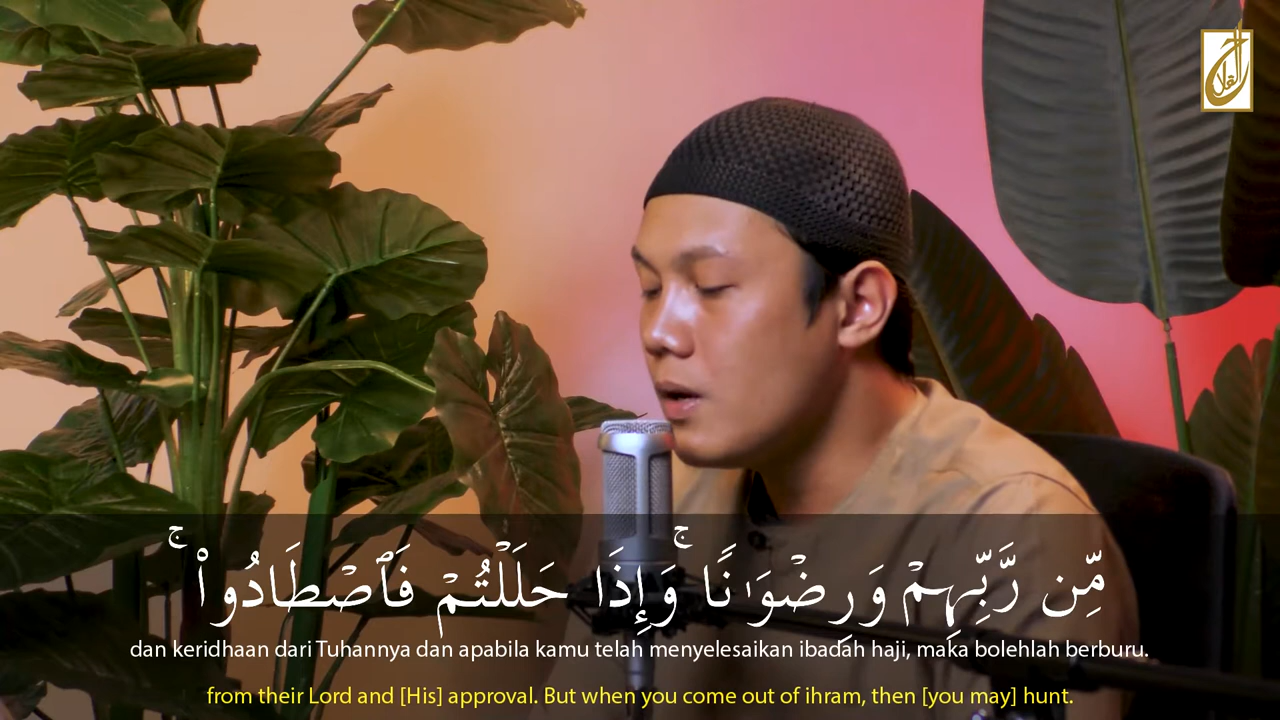 مِّن رَّبِّهِمْ وَرِضْوَٰنًا ۚ وَإِذَا حَلَلْتُمْ فَٱصْطَادُوا۟ ۚ
dan keridhaan dari Tuhannya dan apabila kamu telah menyelesaikan ibadah haji, maka bolehlah berburu.
from their Lord and [His] approval. But when you come out of ihram, then [you may] hunt.